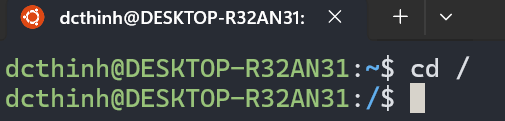 dcthinh@DESKTOP-R32AN31:
dcthinh@DESKTOP-R32AN31:~$ cd /
dcthinh@DESKTOP-R32AN31:/$